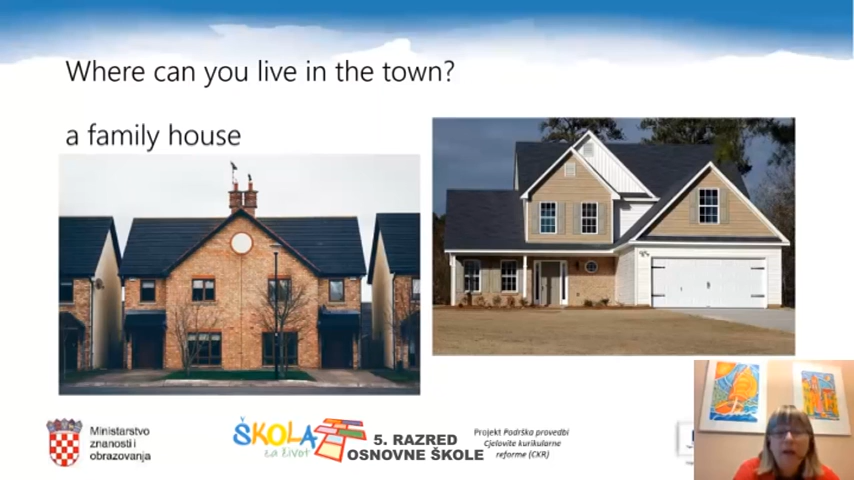 Where can you live in the town?
a family house
Ministarstvo
znanosti i
obrazovanja
ŠKOLA
za život
5. RAZRED
OSNOVNE ŠKOLE
Projekt Podrška provedbi
Cjelovite kurikularne
reforme (CKR)